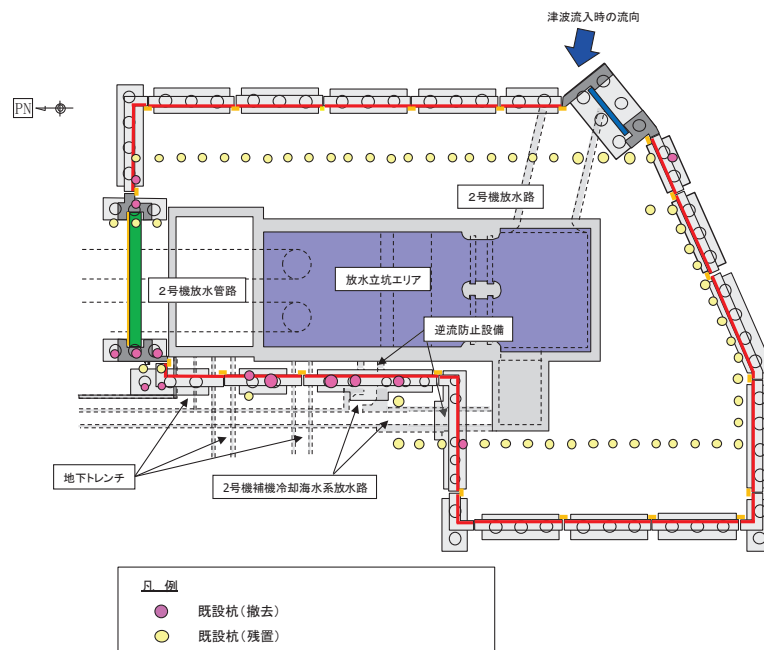 津波流入時の流向
PN
2号機放水路
2号機放水管路
放水立坑エリア
逆流防止設備
地下トレンチ
2号機補機冷却海水系放水路
凡 例
既設杭(撤去)
既設杭(残置)